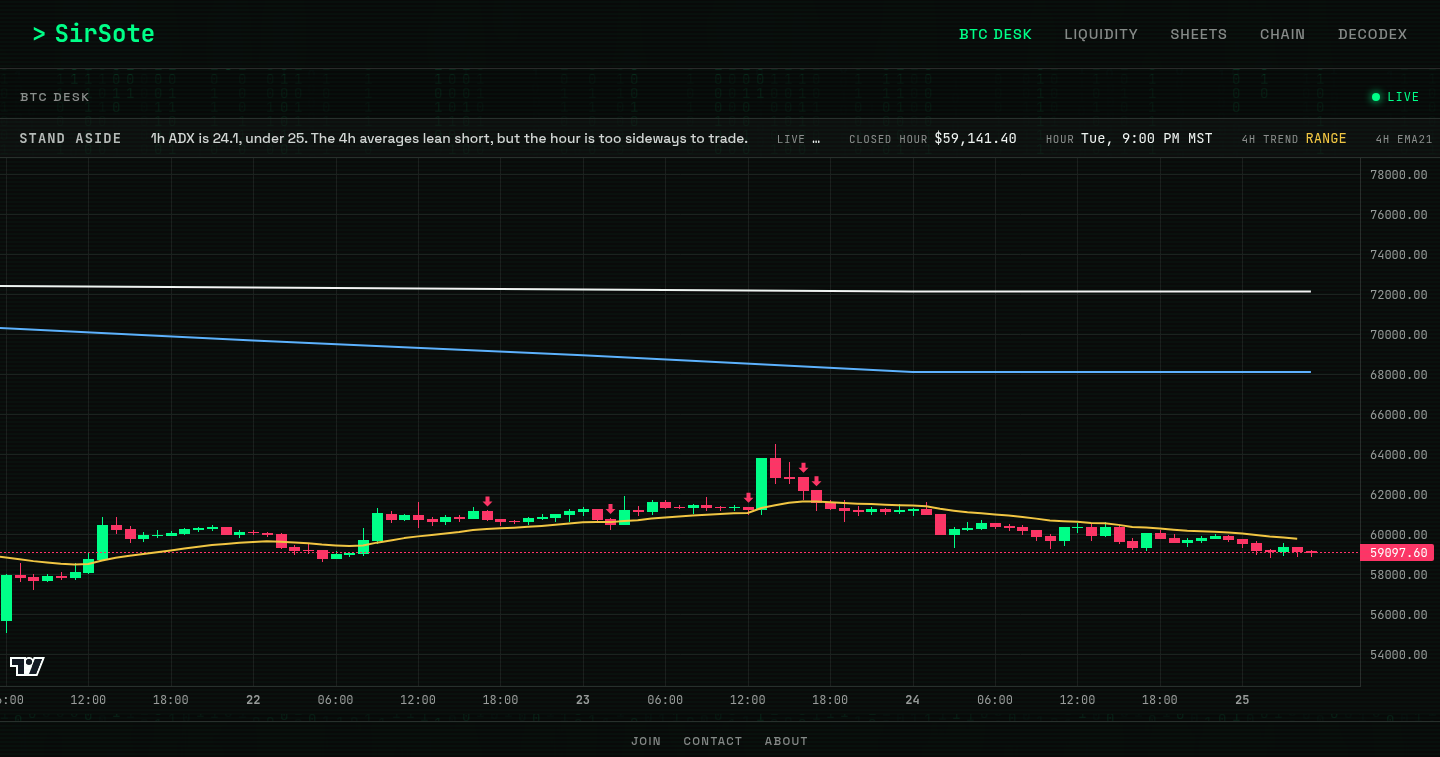 > SirSote
BTC DESK LIQUIDITY SHEETS CHAIN DECODEX
BTC DESK
LIVE
STAND ASIDE 1h ADX is 24.1, under 25. The 4h averages lean short, but the hour is too sideways to trade. LIVE … CLOSED HOUR $59,141.40 HOUR Tue, 9:00 PM MST 4H TREND RANGE 4H EMA21
78000.00
76000.00
74000.00
72000.00
70000.00
68000.00
66000.00
64000.00
62000.00
60000.00
59097.60
58000.00
56000.00
54000.00
:00 12:00 18:00 22 06:00 12:00 18:00 23 06:00 12:00 18:00 24 06:00 12:00 18:00 25
JOIN CONTACT ABOUT